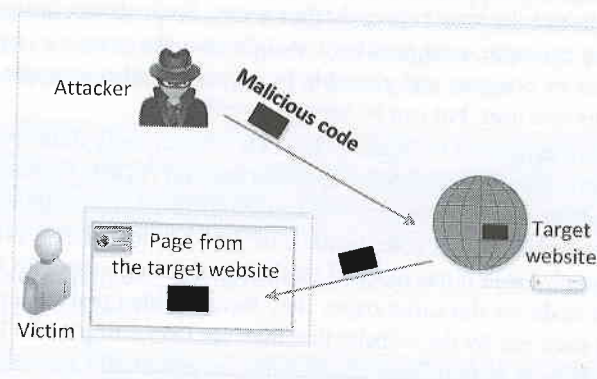 Attacker
Malicious code
Page from
the target website
Target
website
Victim